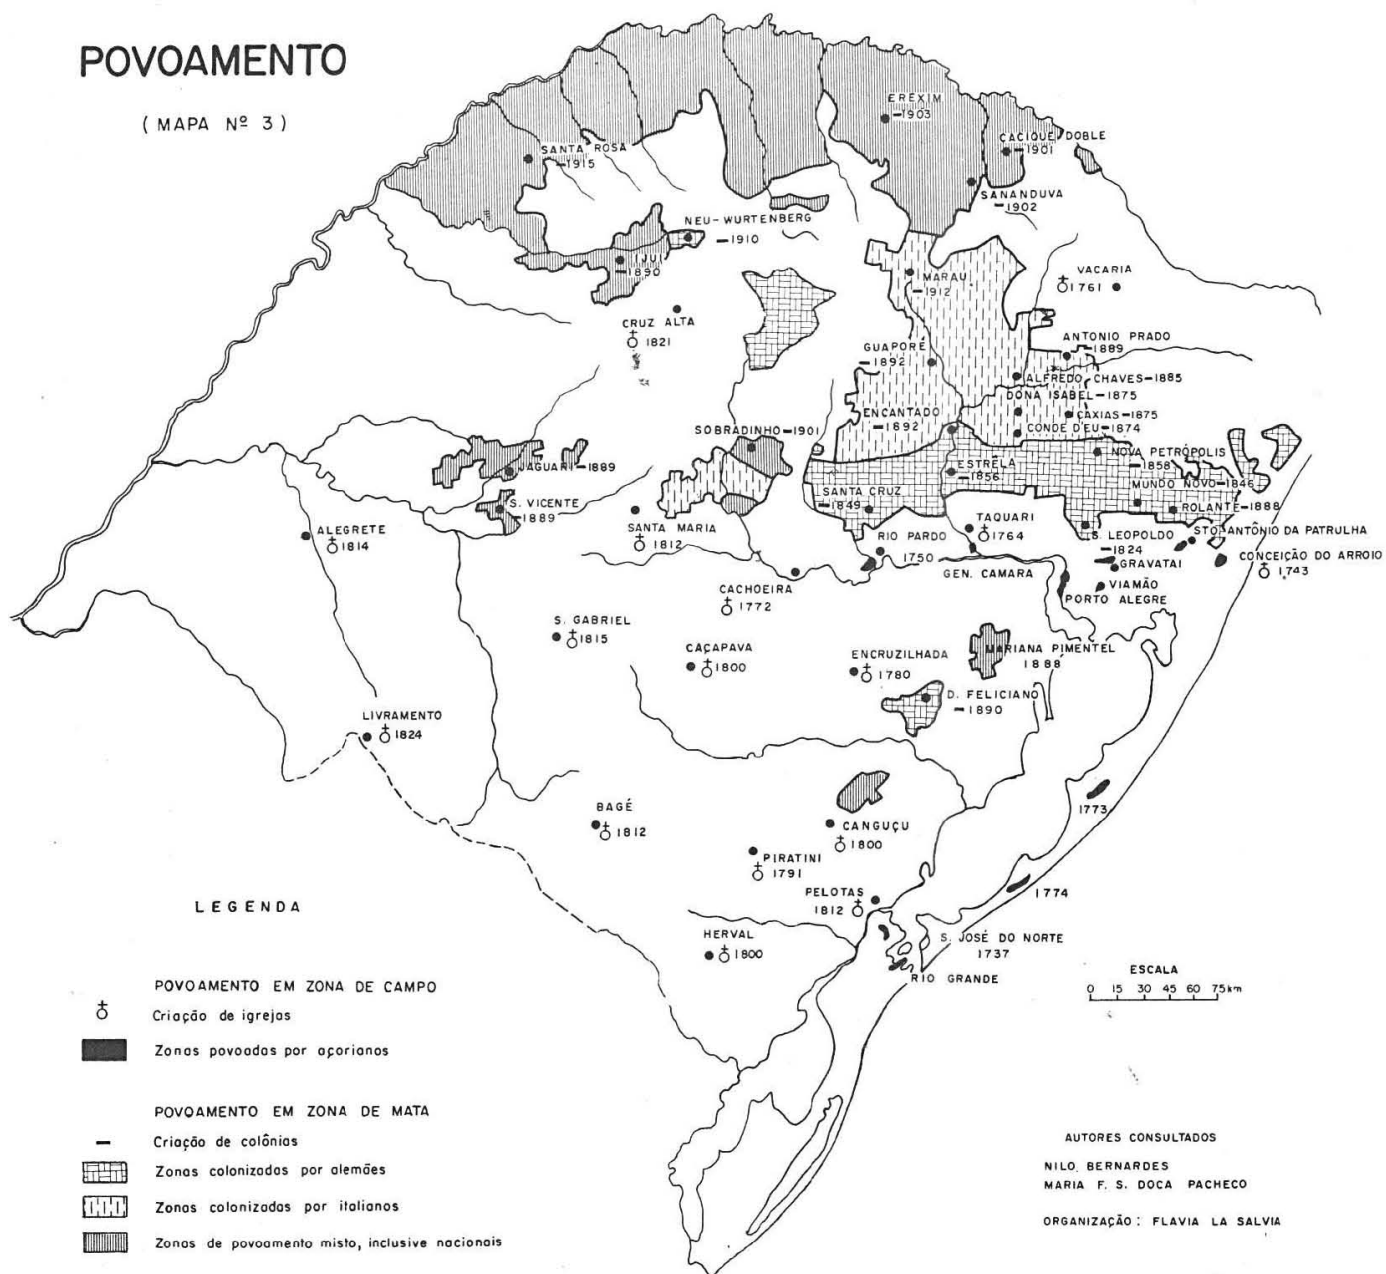 POVOAMENTO
( MAPA Nº 3 )
ERÉXIM
–1903
CACIQUE DOBLE
–1901
SANTA ROSA
–1915
SANANDUVA
–1902
NEU-WURTENBERG
–1910
IJUÍ
–1890
MARAU
–1912
VACARIA
1761
CRUZ ALTA
1821
ANTONIO PRADO
–1889
GUAPORÉ
–1892
ALFREDO CHAVES–1885
DONA ISABEL–1875
CAXIAS–1875
ENCANTADO
–1892
CONDE D'EU–1874
SOBRADINHO–1901
NOVA PETRÓPOLIS
–1858
JAGUARI–1889
ESTRÊLA
–1856
MUNDO NOVO–1846
SANTA CRUZ
–1849
ROLANTE–1888
S. VICENTE
–1889
ALEGRETE
1814
SANTA MARIA
1812
TAQUARI
1764
RIO PARDO
1750
S. LEOPOLDO
–1824
STO. ANTÔNIO DA PATRULHA
GRAVATAI
CONCEIÇÃO DO ARROIO
1743
GEN. CAMARA
VIAMÃO
PORTO ALEGRE
CACHOEIRA
1772
S. GABRIEL
1815
CAÇAPAVA
1800
ENCRUZILHADA
1780
MARIANA PIMENTEL
1888
D. FELICIANO
–1890
LIVRAMENTO
1824
1773
BAGÉ
1812
CANGUÇU
1800
PIRATINI
1791
PELOTAS
1812
1774
HERVAL
1800
S. JOSÉ DO NORTE
1737
RIO GRANDE
LEGENDA
POVOAMENTO EM ZONA DE CAMPO
Criação de igrejas
Zonas povoadas por açorianos
POVOAMENTO EM ZONA DE MATA
Criação de colônias
Zonas colonizadas por alemães
Zonas colonizadas por italianos
Zonas de povoamento misto, inclusive nacionais
ESCALA
0 15 30 45 60 75km
AUTORES CONSULTADOS
NILO BERNARDES
MARIA F. S. DOCA PACHECO
ORGANIZAÇÃO : FLAVIA LA SALVIA